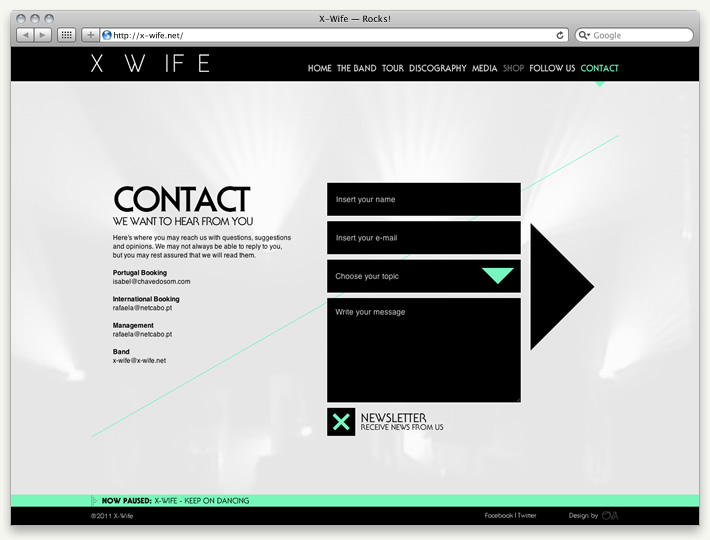 X-Wife — Rocks!
http://x-wife.net/
Google
X W IF E
HOME THE BAND TOUR DISCOGRAPHY MEDIA SHOP FOLLOW US CONTACT
CONTACT
WE WANT TO HEAR FROM YOU
Here's where you may reach us with questions, suggestions
and opinions. We may not always be able to reply to you,
but you may rest assured that we will read them.
Portugal Booking
isabel@chavedosom.com
International Booking
rafaela@netcabo.pt
Management
rafaela@netcabo.pt
Band
x-wife@x-wife.net
Insert your name
Insert your e-mail
Choose your topic
Write your message
NEWSLETTER
RECEIVE NEWS FROM US
NOW PAUSED: X-WIFE - KEEP ON DANCING
©2011 X-Wife
Facebook | Twitter
Design by